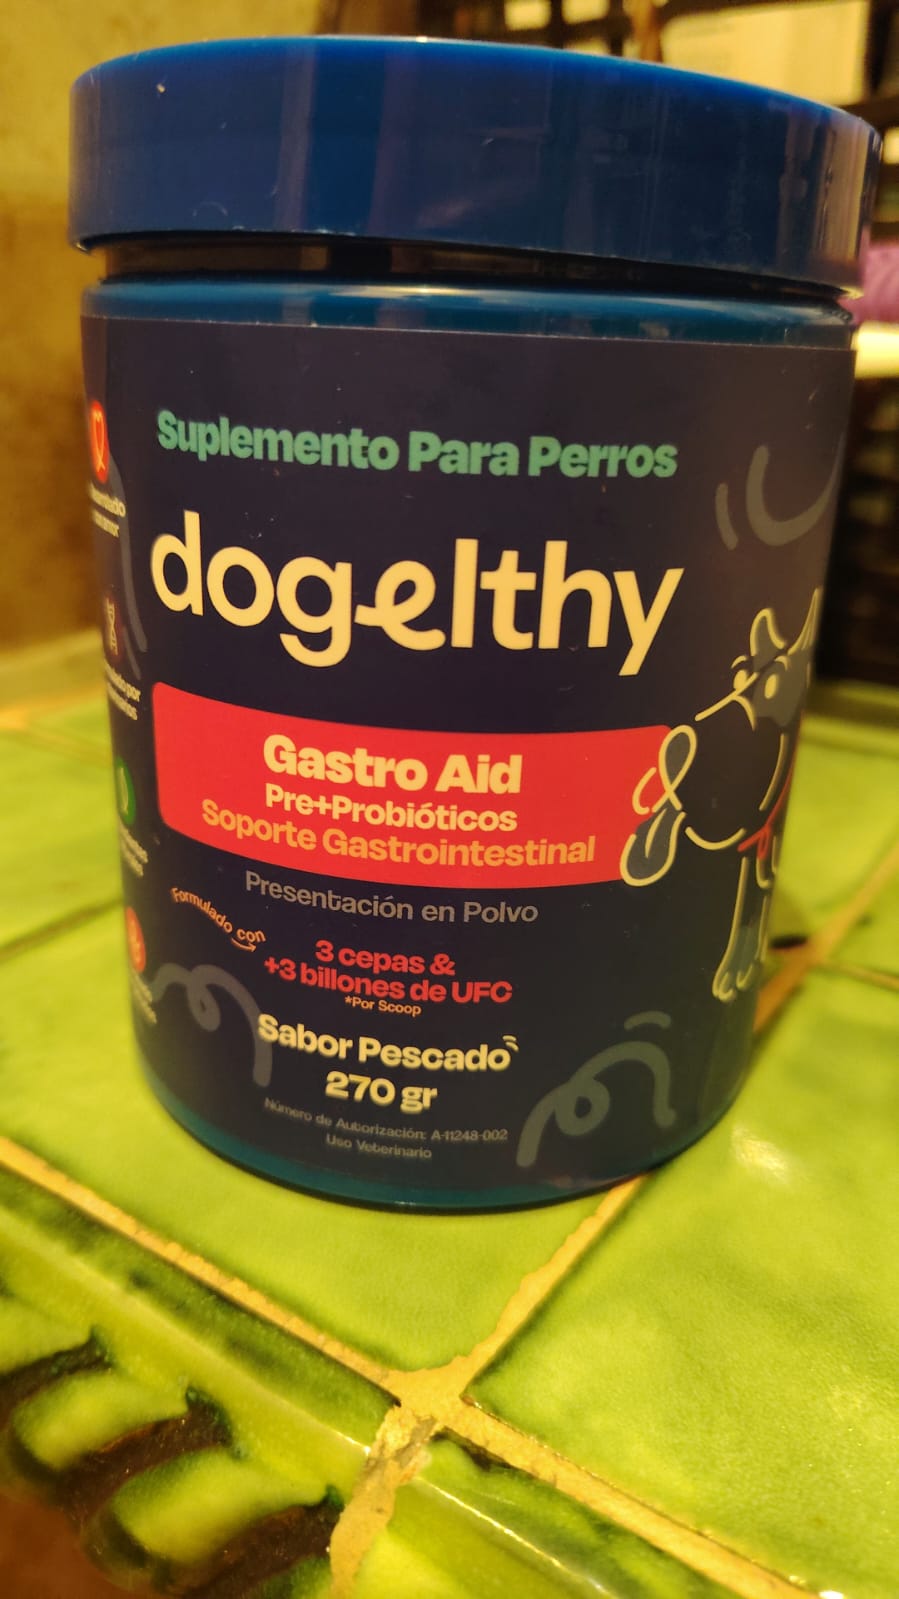 Suplemento Para Perros
dogelthy
Gastro Aid
Pre+Probióticos
Soporte Gastrointestinal
Presentación en Polvo
Formulado con
3 cepas &
+3 billones de UFC
*Por Scoop
Sabor Pescado
270 gr
Número de Autorización: A-11248-002
Uso Veterinario